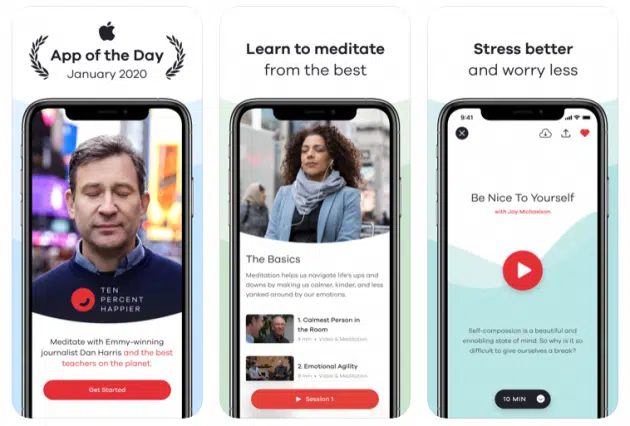 App of the Day
January 2020
TEN
PERCENT
HAPPIER
Meditate with Emmy-winning
journalist Dan Harris and the best
teachers on the planet.
Get Started
Learn to meditate
from the best
The Basics
Meditation helps us navigate life's ups and
downs by making us calmer, kinder, and less
yanked around by our emotions.
1. Calmest Person in
the Room
8 min • Video & Meditation
2. Emotional Agility
9 min • Video & Meditation
Session 1
Stress better
and worry less
9:41
Be Nice To Yourself
with Jay Michaelson
Self-compassion is a beautiful and
ennobling state of mind. So why is it so
difficult to give ourselves a break?
10 MIN